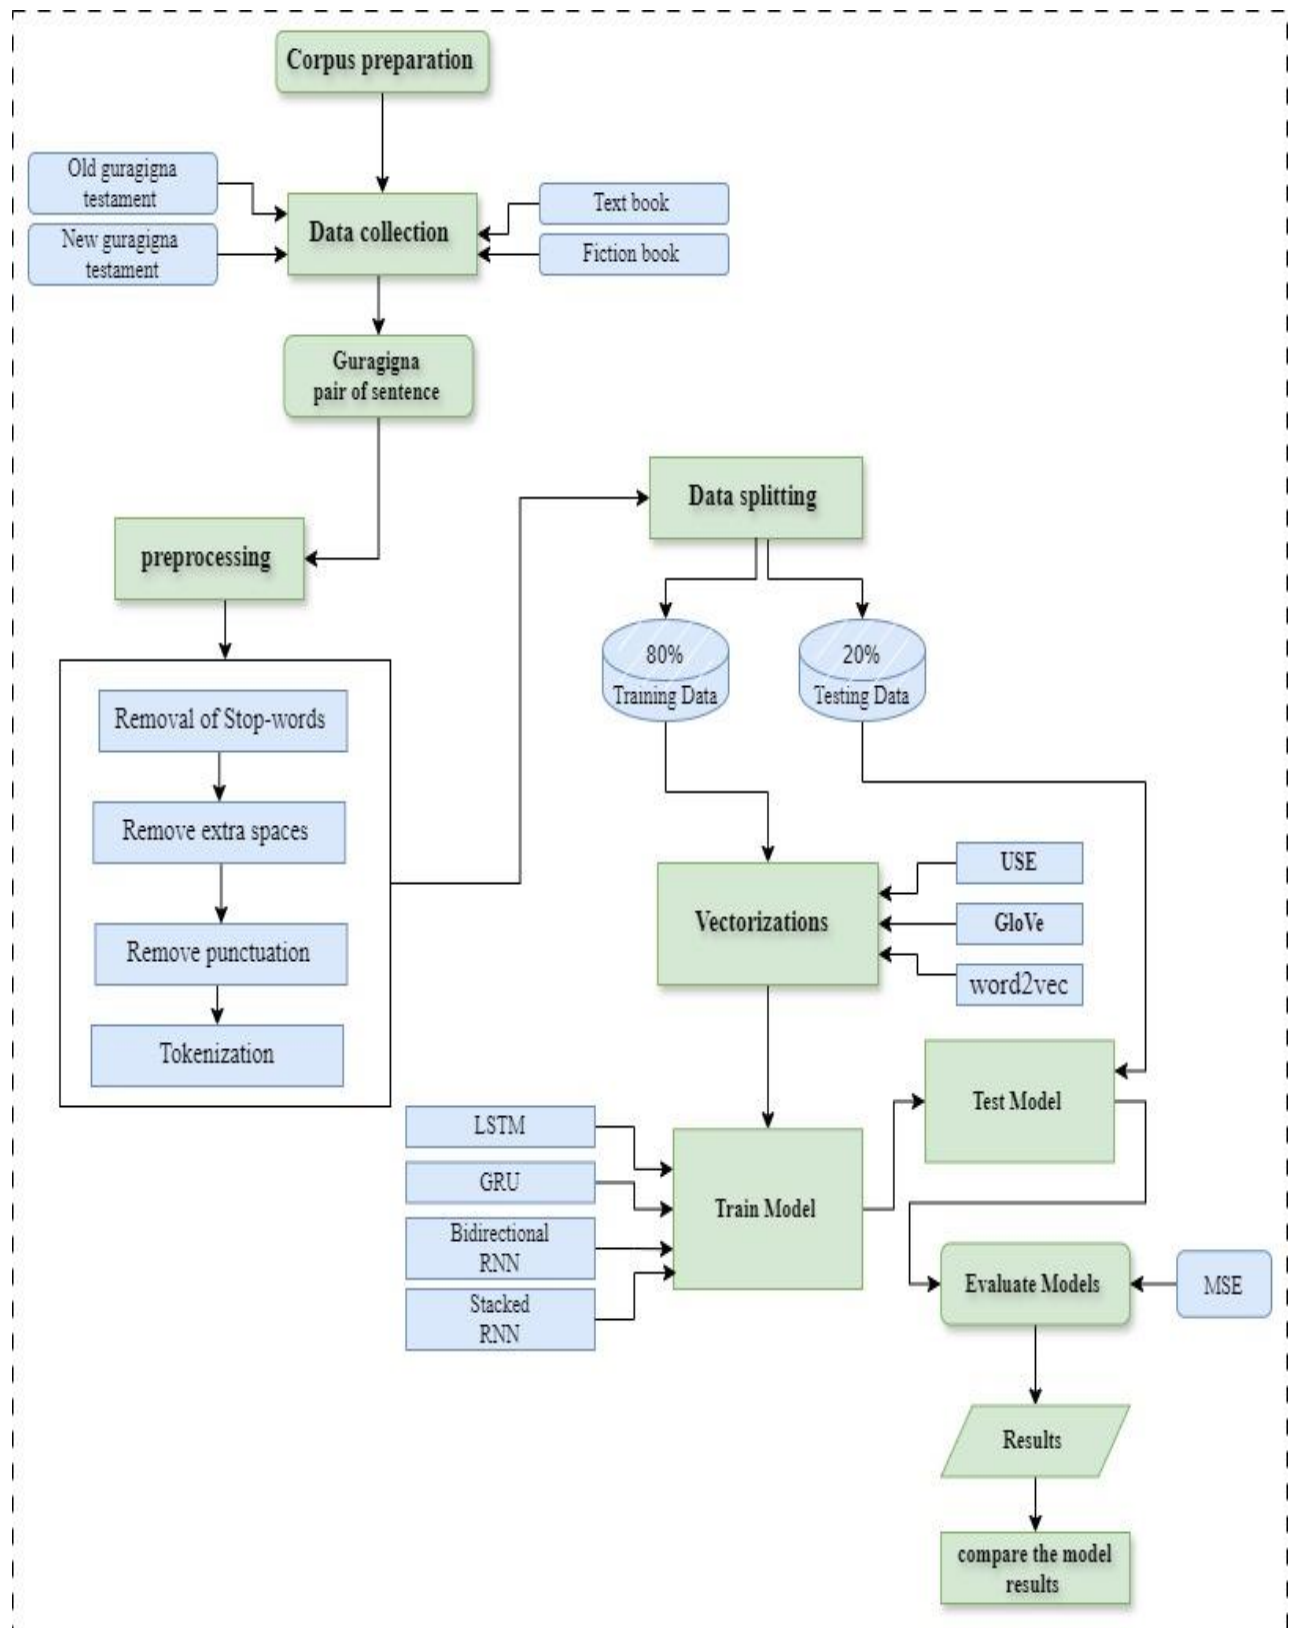 Corpus preparation
Old guragigna
testament
New guragigna
testament
Data collection
Text book
Fiction book
Guragigna
pair of sentence
preprocessing
Removal of Stop-words
Remove extra spaces
Remove punctuation
Tokenization
Data splitting
80%
Training Data
20%
Testing Data
Vectorizations
USE
GloVe
word2vec
LSTM
GRU
Bidirectional
RNN
Stacked
RNN
Train Model
Test Model
Evaluate Models
MSE
Results
compare the model
results